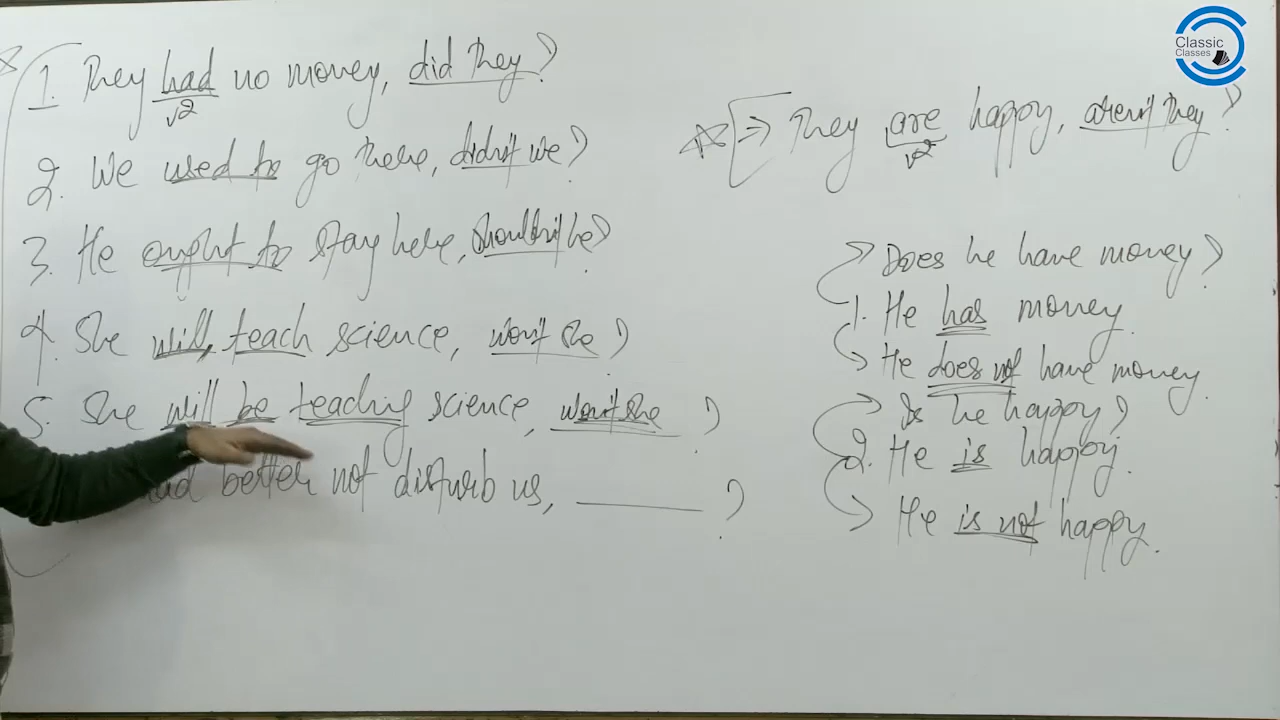 Classic
Classes
1. They had no money, did they?
v2
2. We used to go there, didn't we?
3. He ought to stay here, shouldn't he?
4. She will teach science, won't she?
5. She will be teaching science, won't she ?
had better not disturb us, ______ ?
=> They are happy, aren't they?
v2
Does he have money?
1. He has money.
He does not have money.
Is he happy?
2. He is happy.
He is not happy.